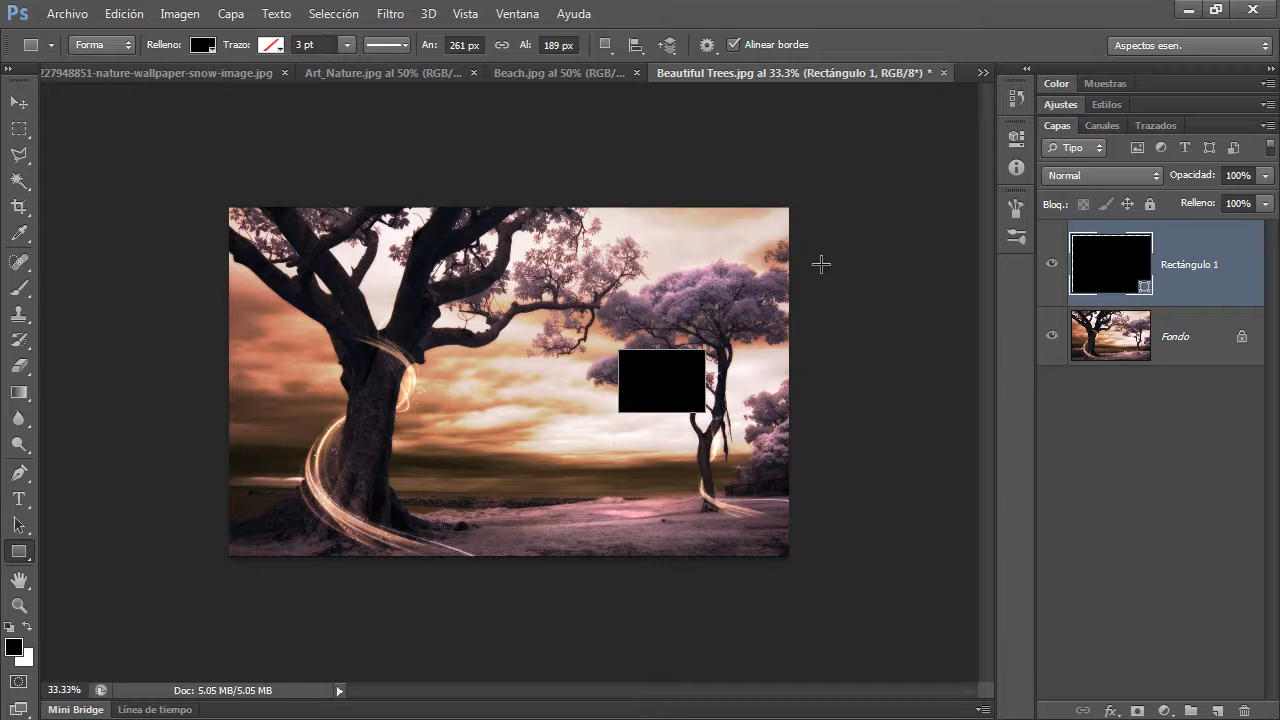 Ps Archivo Edición Imagen Capa Texto Selección Filtro 3D Vista Ventana Ayuda
Forma Relleno: Trazo: 3 pt An: 261 px Al: 189 px Alinear bordes Aspectos esen.
227948851-nature-wallpaper-snow-image.jpg × Art_Nature.jpg al 50% (RGB/... × Beach.jpg al 50% (RGB/... × Beautiful Trees.jpg al 33.3% (Rectángulo 1, RGB/8*) * ×
Color Muestras
Ajustes Estilos
Capas Canales Trazados
Tipo
Normal Opacidad: 100%
Bloq.: Relleno: 100%
Rectángulo 1
Fondo
33.33% Doc: 5.05 MB/5.05 MB
Mini Bridge Línea de tiempo